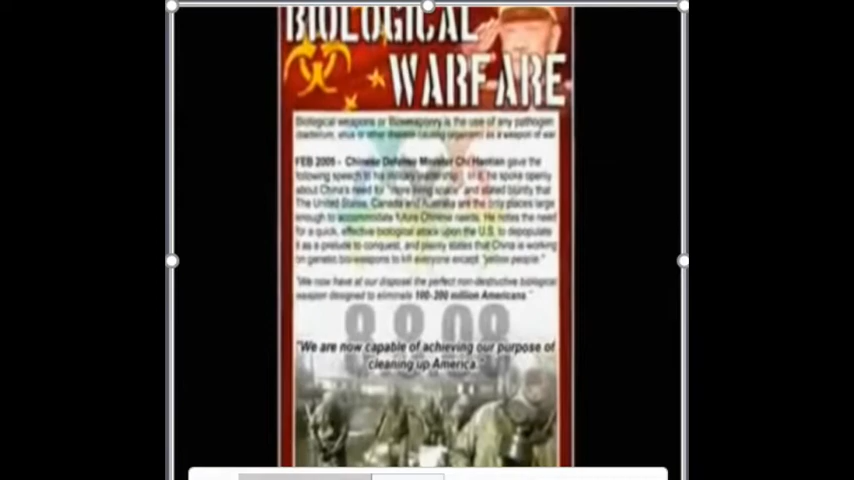 BIOLOGICAL
WARFARE
Biological weapons or Bioweaponry is the use of any pathogen
bacterium, virus or other disease causing organism as a weapon of war
FEB 2005 - Chinese Defense Minister Chi Haotian gave the
following speech to his military leadership. In it, he spoke openly
about China's need for "more living space" and stated bluntly that
The United States, Canada and Australia are the only places large
enough to accommodate future Chinese needs. He notes the need
for a quick, effective biological attack upon the U.S. to depopulate
it as a prelude to conquest, and plainly states that China is working
on genetic bio-weapons to kill everyone except "yellow people."
"We now have at our disposal the perfect non-destructive biological
weapon designed to eliminate 100-200 million Americans."
8.8.08
"We are now capable of achieving our purpose of
cleaning up America."